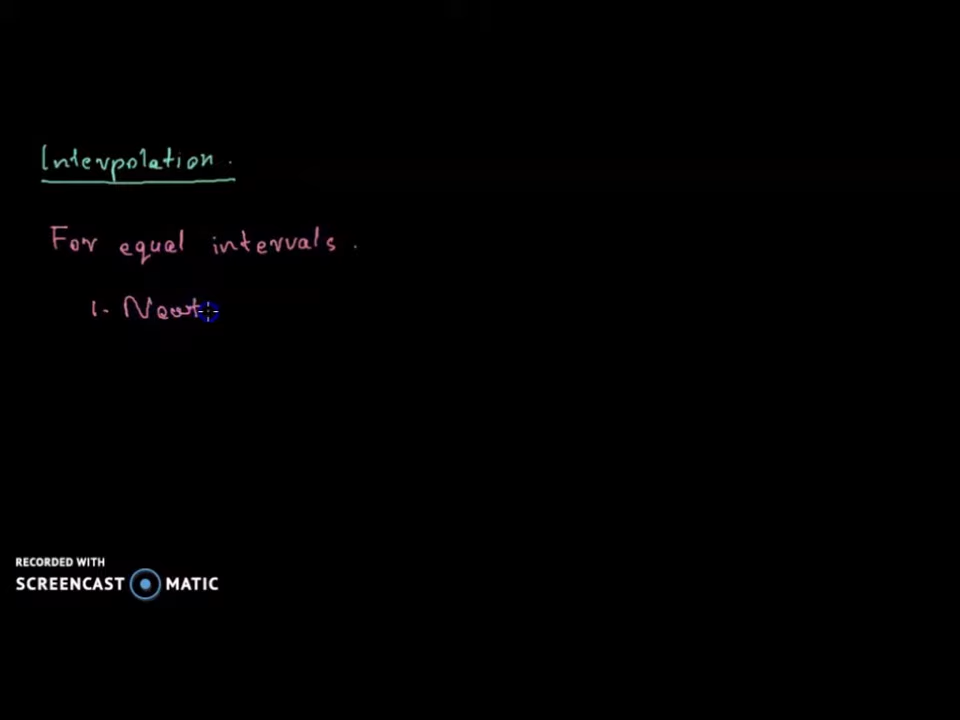 Interpolation.
For equal intervals.
1. Newt
RECORDED WITH
SCREENCAST MATIC